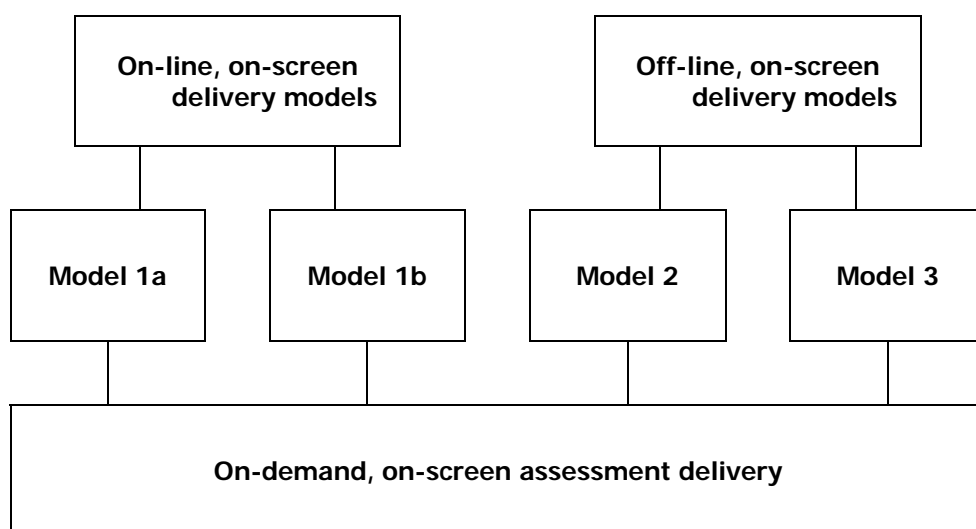 On-line, on-screen
delivery models
Off-line, on-screen
delivery models
Model 1a
Model 1b
Model 2
Model 3
On-demand, on-screen assessment delivery